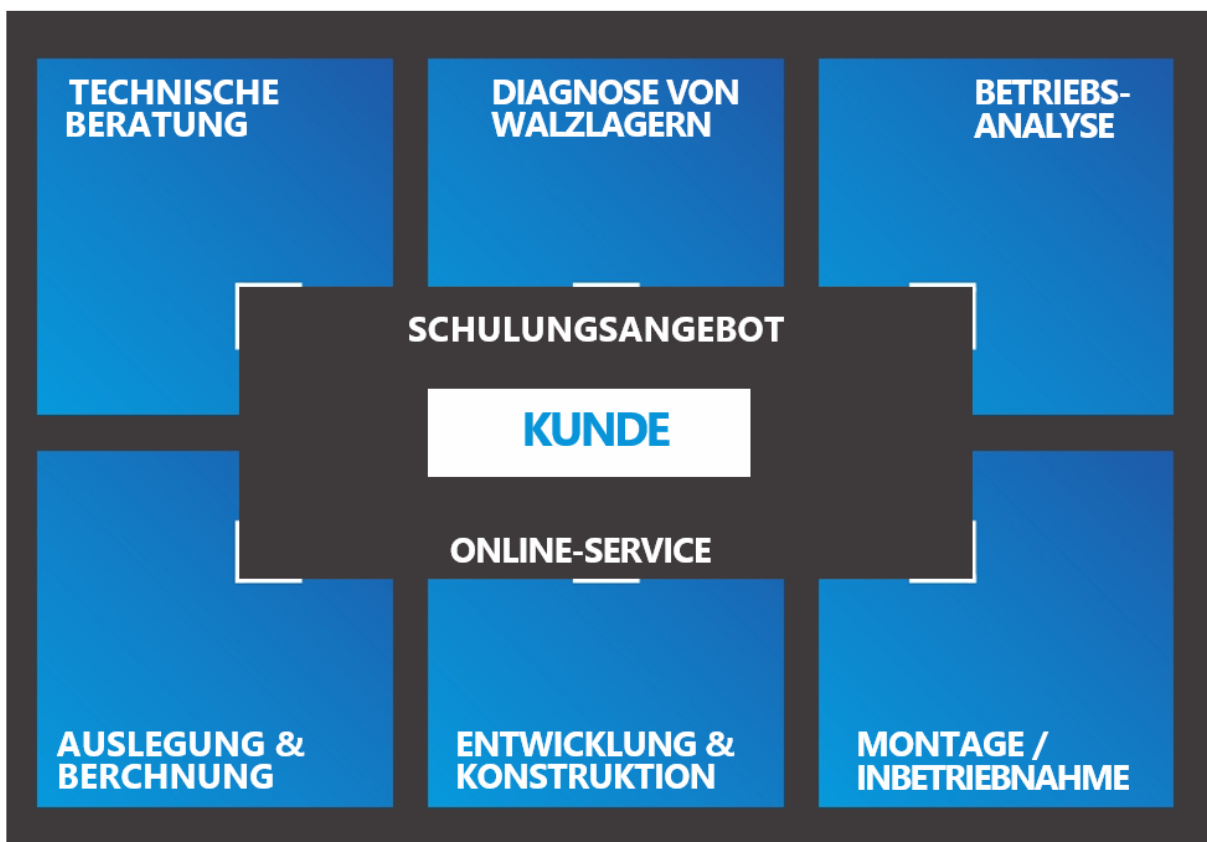 TECHNISCHE
BERATUNG
DIAGNOSE VON
WALZLAGERN
BETRIEBS-
ANALYSE
SCHULUNGSANGEBOT
KUNDE
ONLINE-SERVICE
AUSLEGUNG &
BERCHNUNG
ENTWICKLUNG &
KONSTRUKTION
MONTAGE /
INBETRIEBNAHME